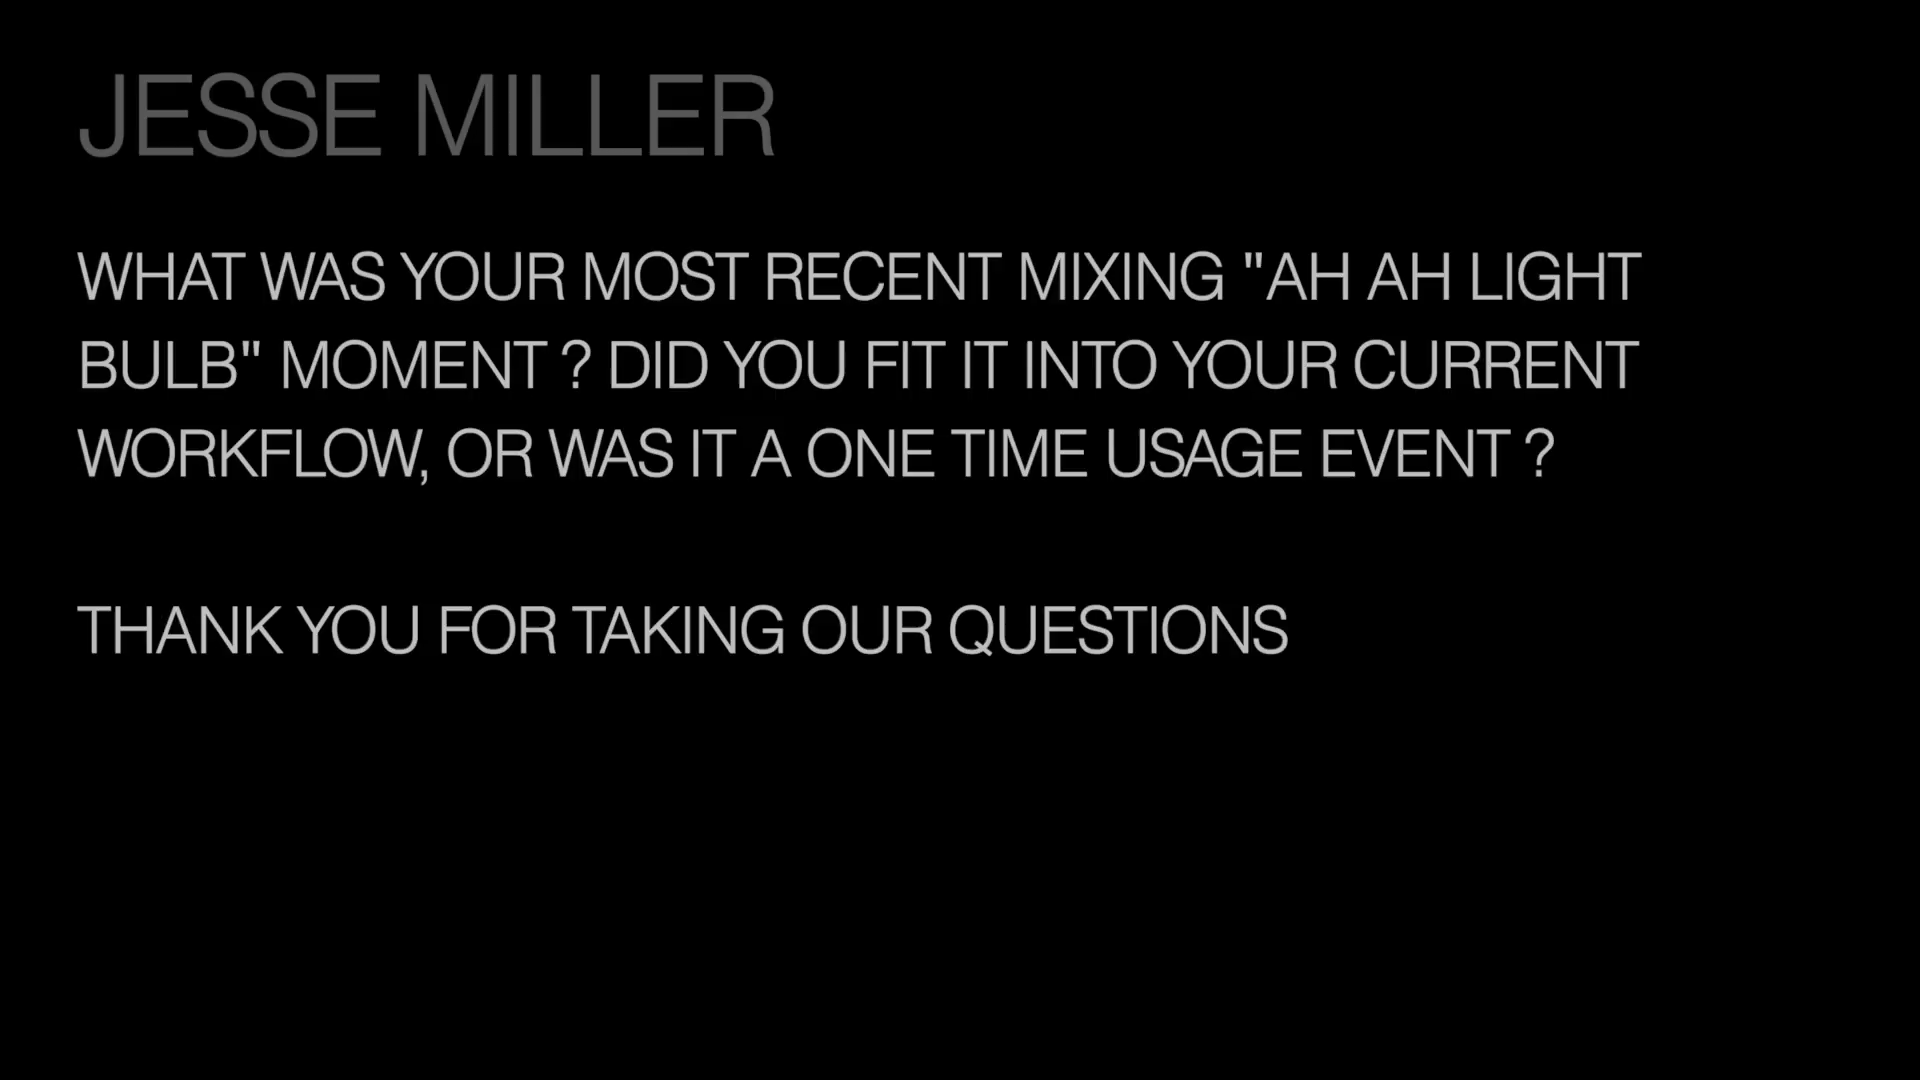 JESSE MILLER
WHAT WAS YOUR MOST RECENT MIXING "AH AH LIGHT
BULB" MOMENT ? DID YOU FIT IT INTO YOUR CURRENT
WORKFLOW, OR WAS IT A ONE TIME USAGE EVENT ?
THANK YOU FOR TAKING OUR QUESTIONS